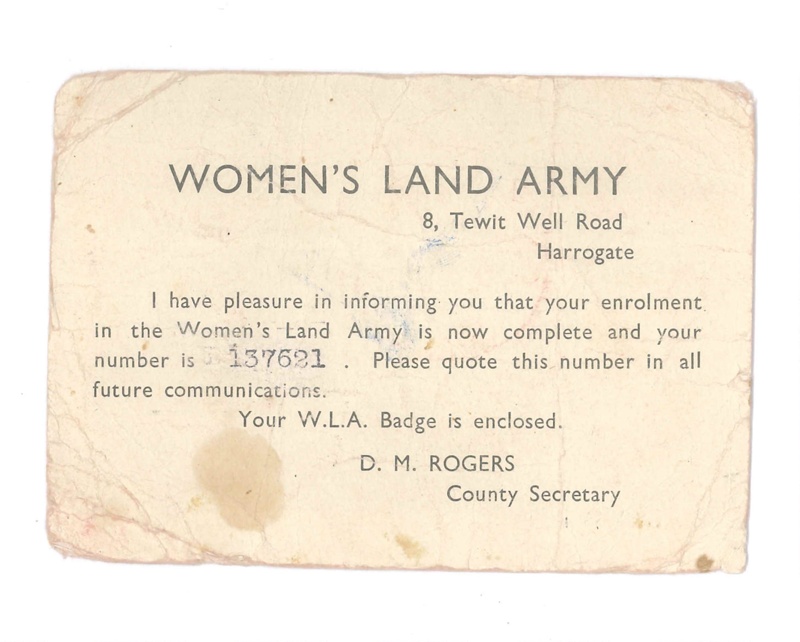 WOMEN'S LAND ARMY
8, Tewit Well Road
Harrogate
I have pleasure in informing you that your enrolment
in the Women's Land Army is now complete and your
number is 137621 . Please quote this number in all
future communications.
Your W.L.A. Badge is enclosed.
D. M. ROGERS
County Secretary